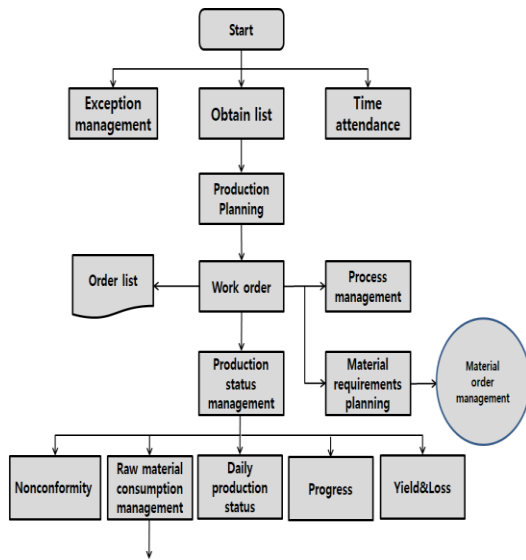 Start
Exception
management
Obtain list
Time
attendance
Production
Planning
Order list
Work order
Process
management
Production
status
management
Material
requirements
planning
Material
order
management
Nonconformity
Raw material
consumption
management
Daily
production
status
Progress
Yield&Loss